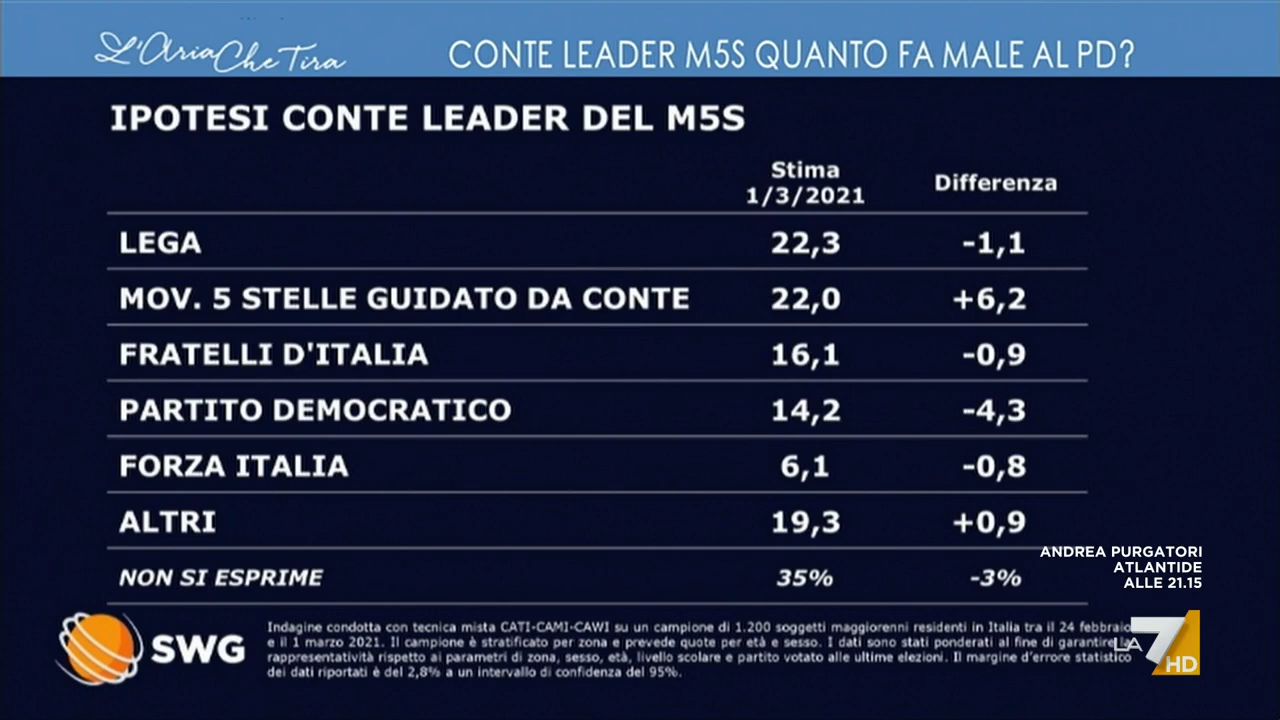 L'Aria Che Tira
CONTE LEADER M5S QUANTO FA MALE AL PD?
IPOTESI CONTE LEADER DEL M5S
Stima
1/3/2021
Differenza
LEGA 22,3 -1,1
MOV. 5 STELLE GUIDATO DA CONTE 22,0 +6,2
FRATELLI D'ITALIA 16,1 -0,9
PARTITO DEMOCRATICO 14,2 -4,3
FORZA ITALIA 6,1 -0,8
ALTRI 19,3 +0,9
NON SI ESPRIME 35% -3%
ANDREA PURGATORI
ATLANTIDE
ALLE 21.15
SWG
Indagine condotta con tecnica mista CATI-CAMI-CAWI su un campione di 1.200 soggetti maggiorenni residenti in Italia tra il 24 febbraio
e il 1 marzo 2021. Il campione è stratificato per zona e prevede quote per età e sesso. I dati sono stati ponderati al fine di garantire la
rappresentatività rispetto ai parametri di zona, sesso, età, livello scolare e partito votato alle ultime elezioni. Il margine d'errore statistico
dei dati riportati è del 2,8% a un intervallo di confidenza del 95%.
LA 7 HD